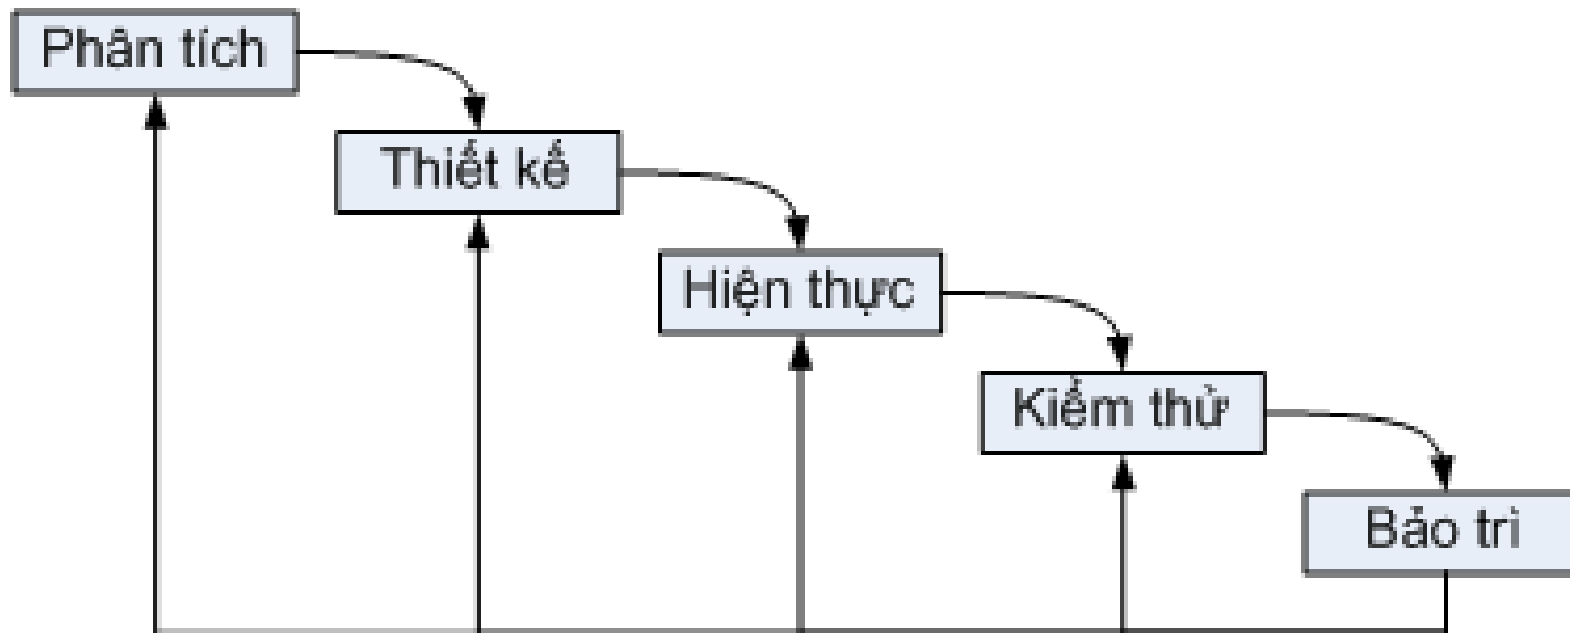 Phân tích
Thiết kế
Hiện thực
Kiểm thử
Bảo trì